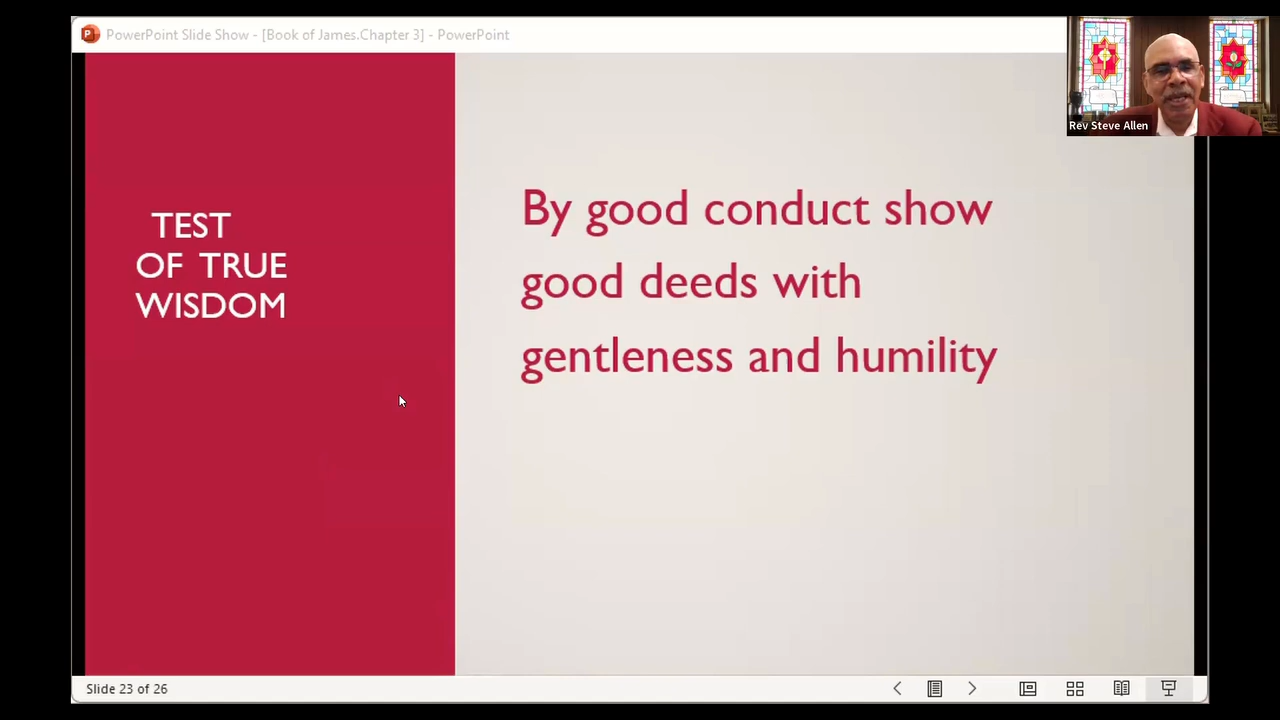 PowerPoint Slide Show - [Book of James.Chapter 3] - PowerPoint
Rev Steve Allen
TEST
OF TRUE
WISDOM
By good conduct show
good deeds with
gentleness and humility
Slide 23 of 26